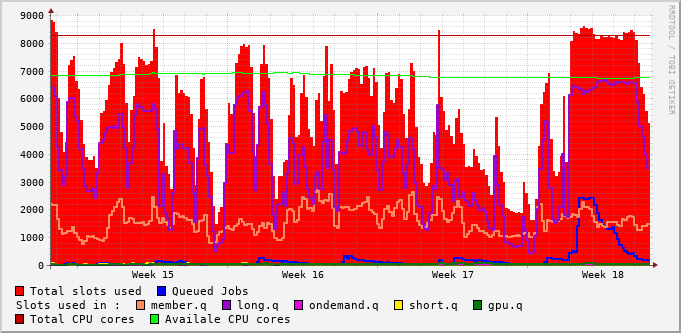 9000
8000
7000
6000
5000
4000
3000
2000
1000
0
Week 15 Week 16 Week 17 Week 18
RRDTOOL / TOBI OETIKER
Total slots used Queued Jobs
Slots used in : member.q long.q ondemand.q short.q gpu.q
Total CPU cores Availale CPU cores